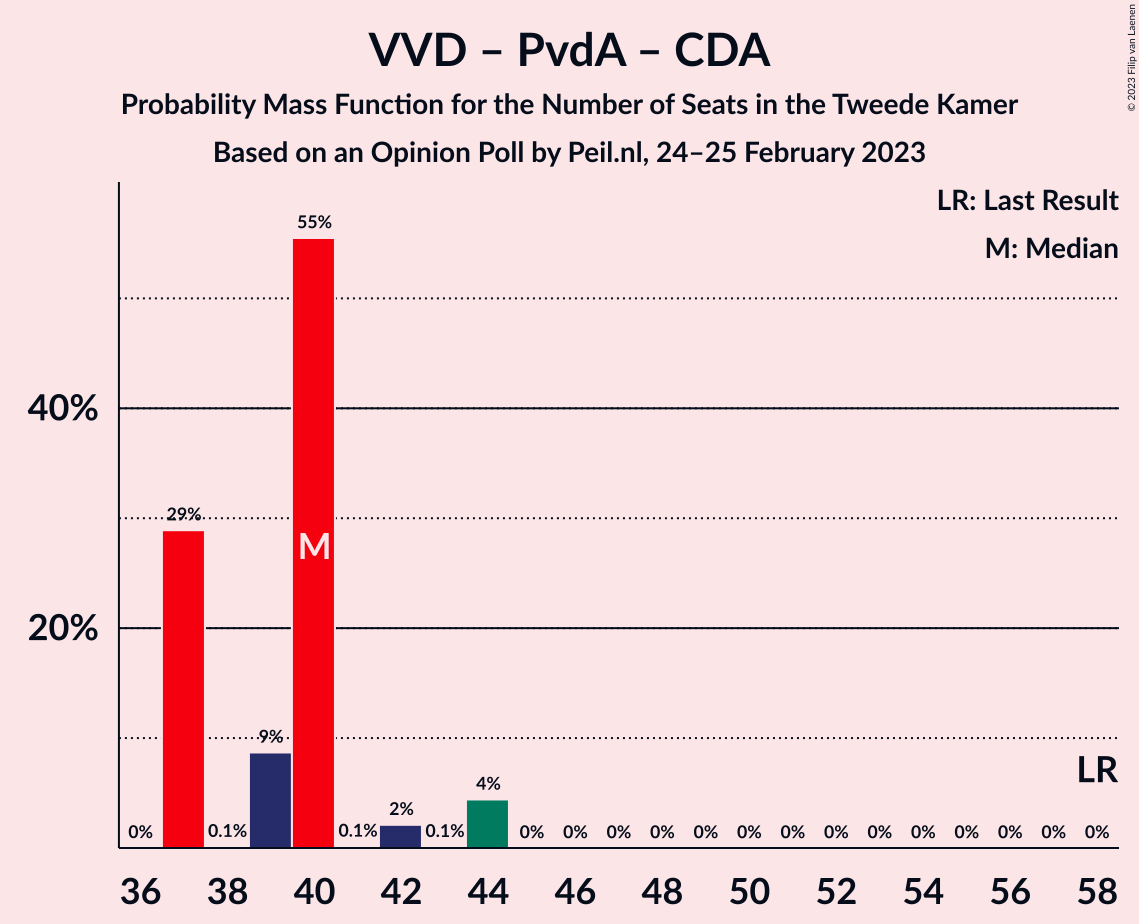 VVD – PvdA – CDA
Probability Mass Function for the Number of Seats in the Tweede Kamer
Based on an Opinion Poll by Peil.nl, 24–25 February 2023
© 2023 Filip van Laenen
LR: Last Result
M: Median
55%
40%
29%
M
20%
9%
LR
4%
2%
0% 0.1% 0.1% 0.1% 0% 0% 0% 0% 0% 0% 0% 0% 0% 0% 0% 0% 0% 0%
36 38 40 42 44 46 48 50 52 54 56 58